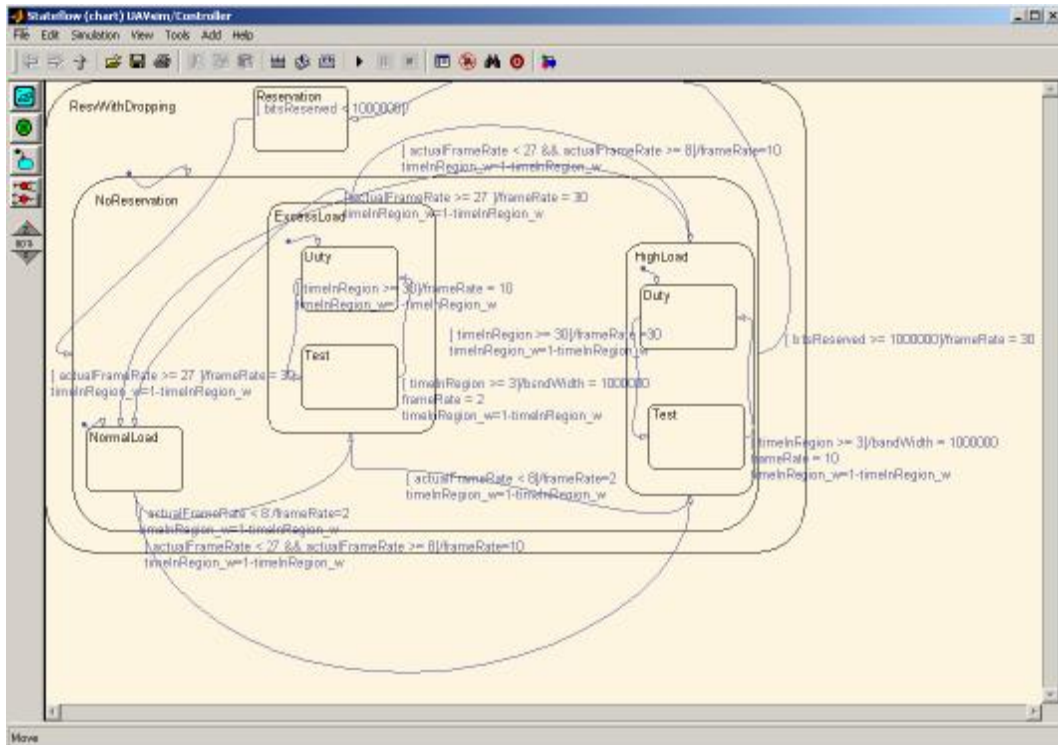 Stateflow (chart) UAVsim/Controller
File Edit Simulation View Tools Add Help
80%
ResvWithDropping
Reservation
[ bitsReserved < 1000000]/
[ actualFrameRate < 27 && actualFrameRate >= 8]/frameRate=10
timeInRegion_w=1-timeInRegion_w
NoReservation
[ actualFrameRate >= 27 ]/frameRate = 30
timeInRegion_w=1-timeInRegion_w
ExcessLoad
Duty
HighLoad
Duty
[ timeInRegion >= 30]/frameRate = 10
timeInRegion_w=1-timeInRegion_w
[ timeInRegion >= 30]/frameRate =30
timeInRegion_w=1-timeInRegion_w
[ bitsReserved >= 1000000]/frameRate = 30
Test
[ actualFrameRate >= 27 ]/frameRate = 30
timeInRegion_w=1-timeInRegion_w
[ timeInRegion >= 3]/bandWidth = 1000000
frameRate = 2
timeInRegion_w=1-timeInRegion_w
Test
NormalLoad
[ timeInRegion >= 3]/bandWidth = 1000000
frameRate = 10
timeInRegion_w=1-timeInRegion_w
[ actualFrameRate < 8]/frameRate=2
timeInRegion_w=1-timeInRegion_w
[ actualFrameRate < 8 /frameRate=2
timeInRegion_w=1-timeInRegion_w
[ actualFrameRate < 27 && actualFrameRate >= 8]/frameRate=10
timeInRegion_w=1-timeInRegion_w
Move